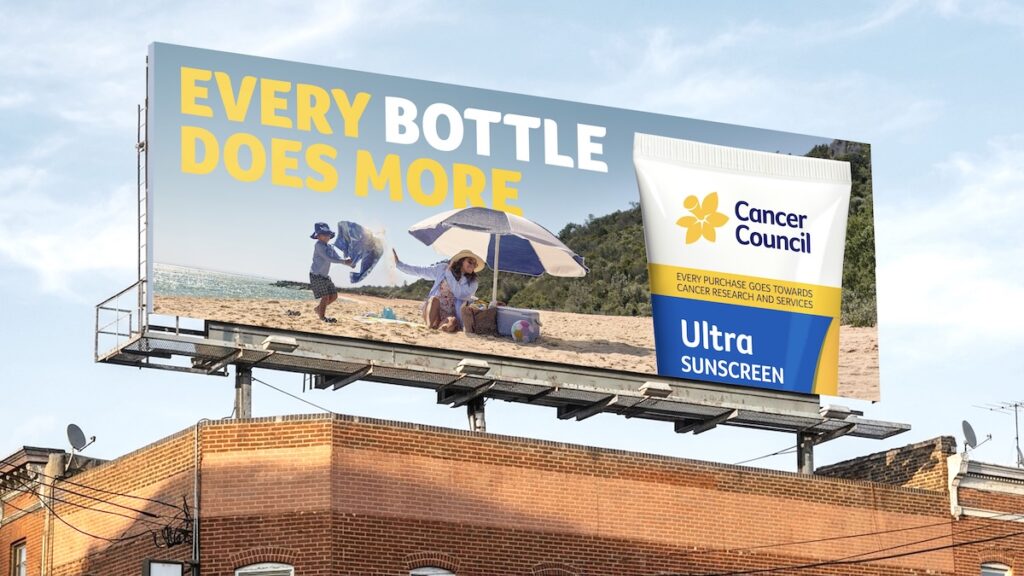 EVERY BOTTLE
DOES MORE
Cancer
Council
EVERY PURCHASE GOES TOWARDS
CANCER RESEARCH AND SERVICES
Ultra
SUNSCREEN